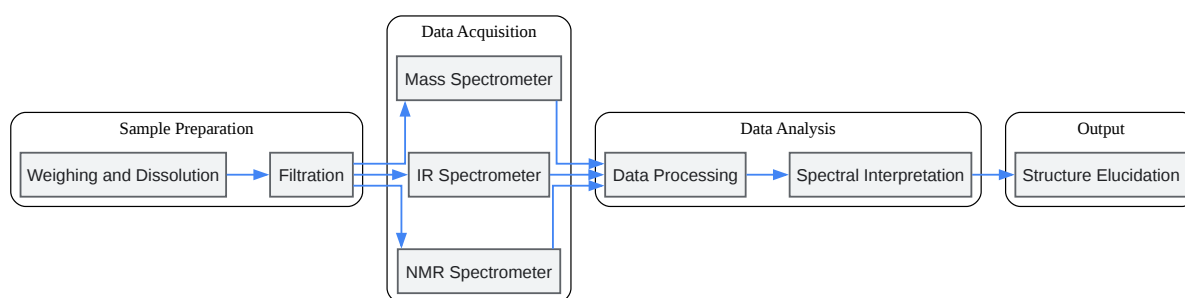 Sample Preparation
Weighing and Dissolution
Filtration
Data Acquisition
Mass Spectrometer
IR Spectrometer
NMR Spectrometer
Data Analysis
Data Processing
Spectral Interpretation
Output
Structure Elucidation